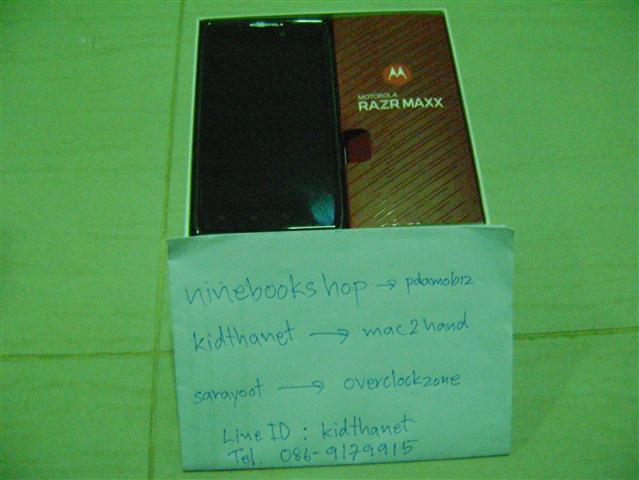 MOTOROLA
MOTOROLA
RAZR MAXX
ninebookshop → pdamobiz
kidthanet → mac2hand
sarayoot → overclockzone
Line ID : kidthanet
Tel. 086-9179915